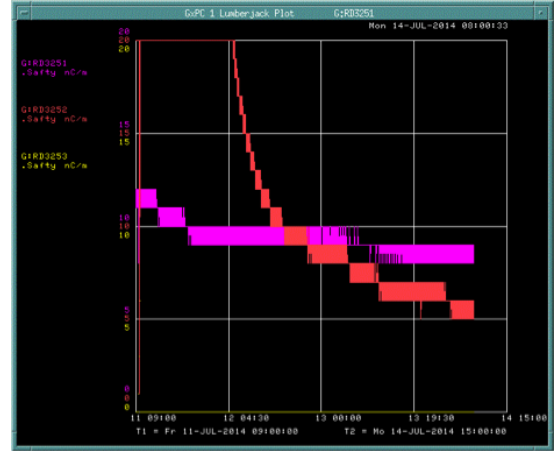 GxPC 1 Lumberjack Plot G:RD3251
Mon 14-JUL-2014 08:00:33
20
20
20
G:RD3251
.Safty nC/m
G:RD3252
.Safty nC/m
15
15
15
G:RD3253
.Safty nC/m
10
10
10
5
5
5
0
0
0
11 09:00 12 04:30 13 00:00 13 19:30 14 15:00
T1 = Fr 11-JUL-2014 09:00:00 T2 = Mo 14-JUL-2014 15:00:00